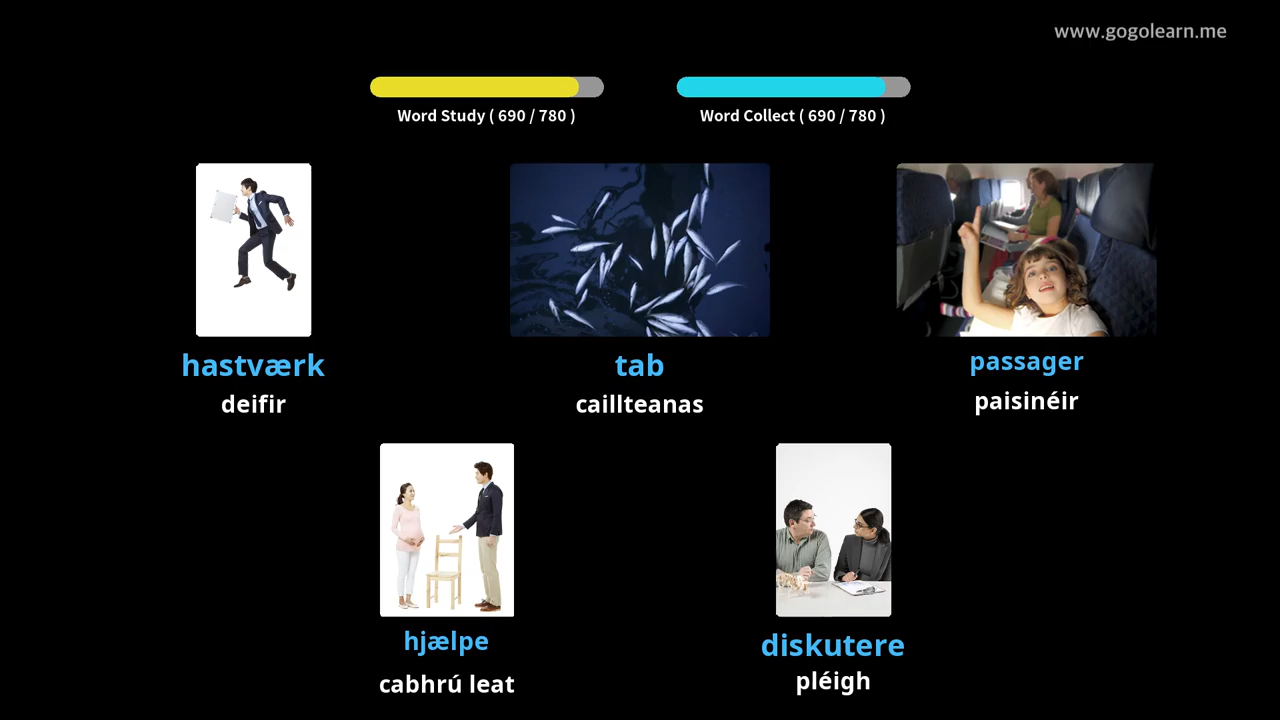 www.gogolearn.me
Word Study ( 690 / 780 )
Word Collect ( 690 / 780 )
hastværk
deifir
tab
caillteanas
passager
paisinéir
hjælpe
cabhrú leat
diskutere
pléigh